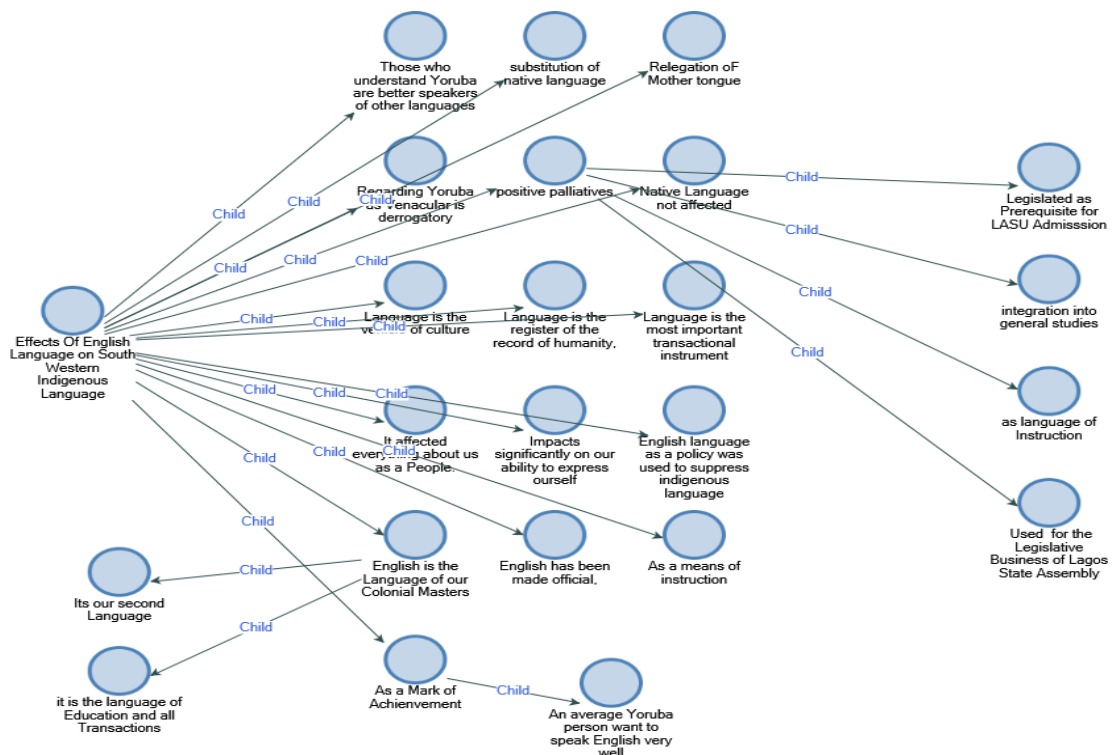 Those who
understand Yoruba
are better speakers
of other languages
substitution of
native language
Relegation oF
Mother tongue
Child
Regarding Yoruba
as Venacular is
derrogatory
positive palliatives
Native Language
not affected
Child
Legislated as
Prerequisite for
LASU Admisssion
Child
Child
Child
Child
Child
Child
integration into
general studies
Effects Of English
Language on South
Western
Indigenous
Language
Language is the
of culture
Language is the
register of the
record of humanity,
Language is the
most important
transactional
instrument
Child
Child
Child
Child
Child
as language of
Instruction
Child
Child
Child
It affected
everything about us
as a People.
Impacts
significantly on our
ability to express
ourself
English language
as a policy was
used to suppress
indigenous
language
Child
Child
Child
Used for the
Legislative
Business of Lagos
State Assembly
English is the
Language of our
Colonial Masters
English has been
made official,
As a means of
instruction
Child
Its our second
Language
Child
Child
it is the language of
Education and all
Transactions
As a Mark of
Achienvement
Child
An average Yoruba
person want to
speak English very
well